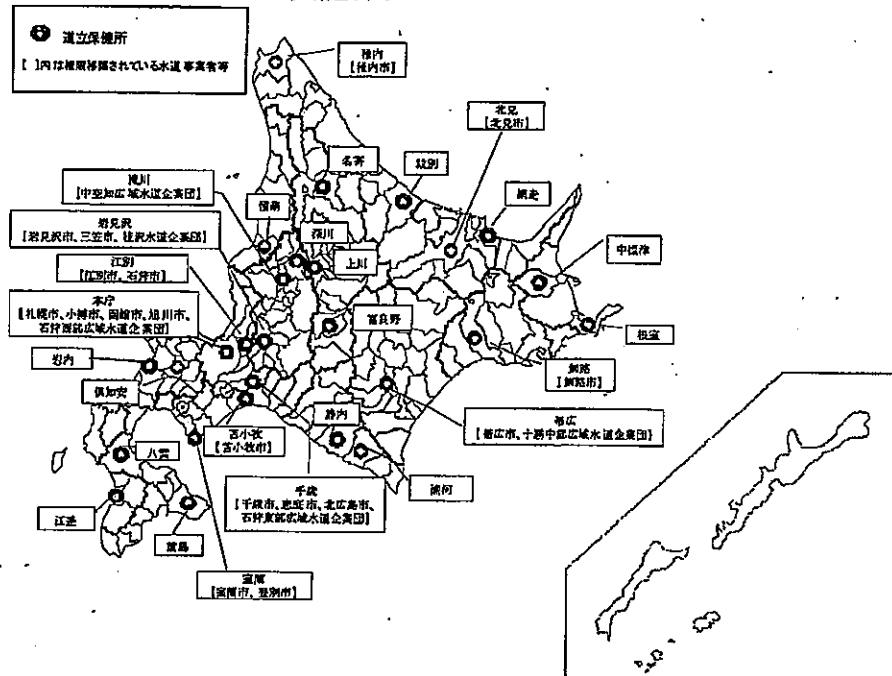 道立保健所
[ ]内は権限移譲されている水道事業者等
稚内
【稚内市】
北見
【北見市】
名寄
紋別
網走
滝川
【中空知広域水道企業団】
留萌
深川
岩見沢
【岩見沢市、三笠市、桂沢水道企業団】
上川
中標津
江別
【江別市、石狩市】
本庁
【札幌市、小樽市、函館市、旭川市、
石狩西部広域水道企業団】
富良野
根室
岩内
釧路
【釧路市】
倶知安
静内
帯広
【帯広市、十勝中部広域水道企業団】
苫小牧
【苫小牧市】
八雲
浦河
千歳
【千歳市、恵庭市、北広島市、
石狩東部広域水道企業団】
江差
渡島
室蘭
【室蘭市、登別市】